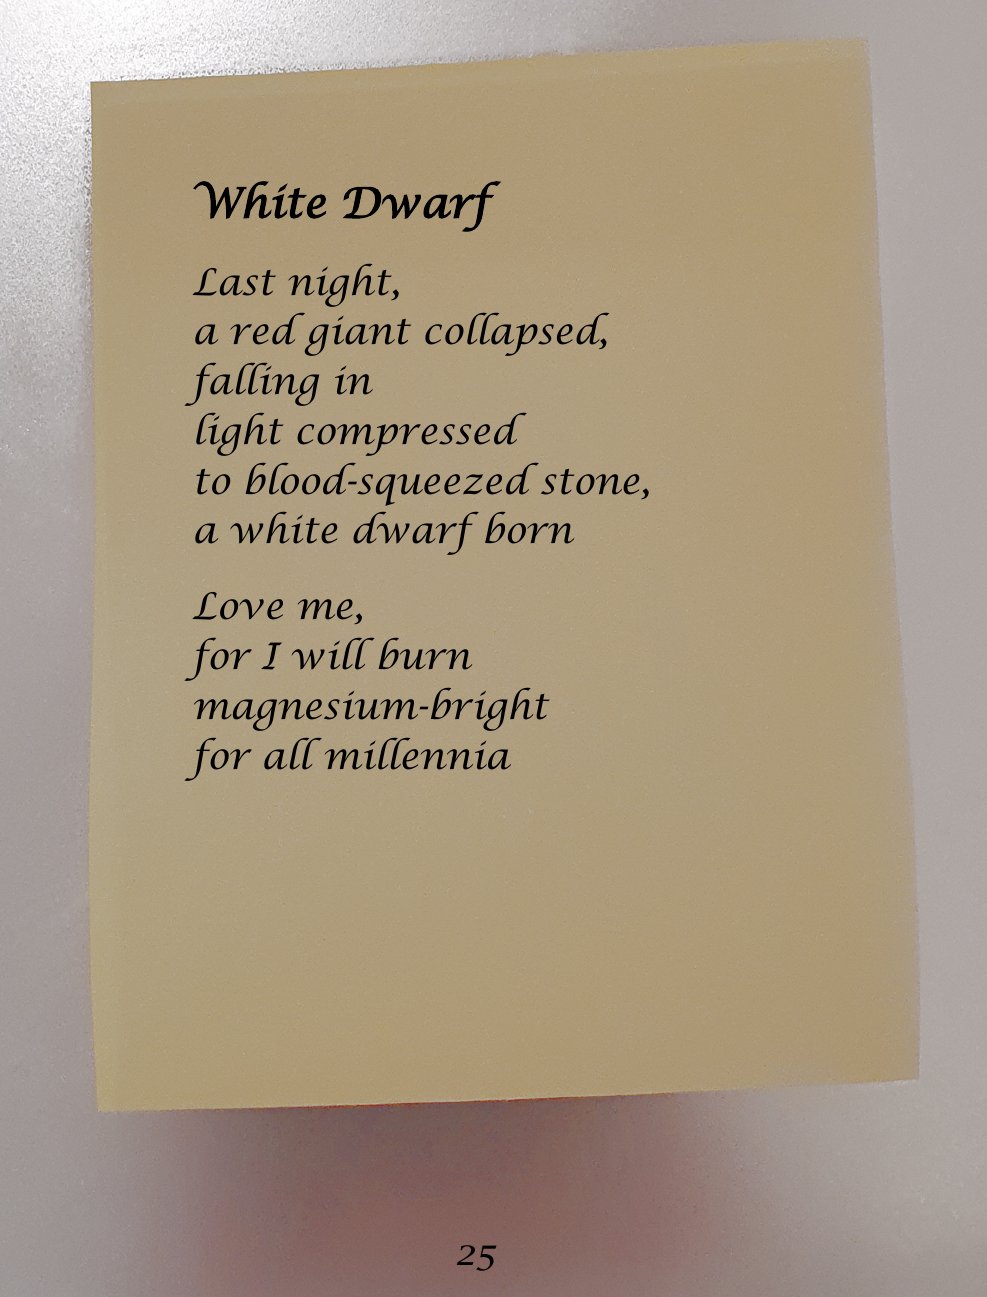 White Dwarf
Last night,
a red giant collapsed,
falling in
light compressed
to blood-squeezed stone,
a white dwarf born
Love me,
for I will burn
magnesium-bright
for all millennia
25